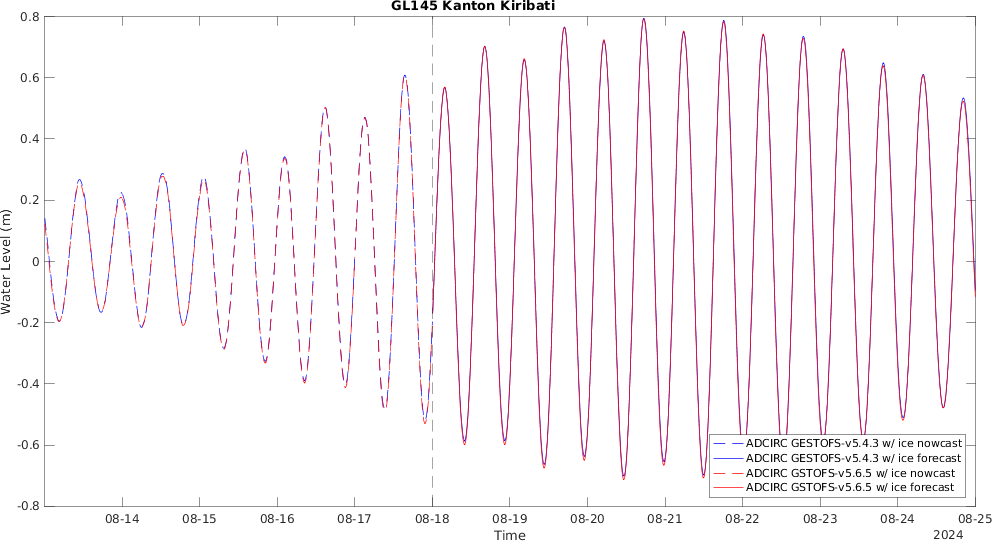 GL145 Kanton Kiribati
0.8
0.6
0.4
0.2
0
-0.2
-0.4
-0.6
-0.8
Water Level (m)
08-14 08-15 08-16 08-17 08-18 08-19 08-20 08-21 08-22 08-23 08-24 08-25
Time
2024
ADCIRC GESTOFS-v5.4.3 w/ ice nowcast
ADCIRC GESTOFS-v5.4.3 w/ ice forecast
ADCIRC GSTOFS-v5.6.5 w/ ice nowcast
ADCIRC GSTOFS-v5.6.5 w/ ice forecast